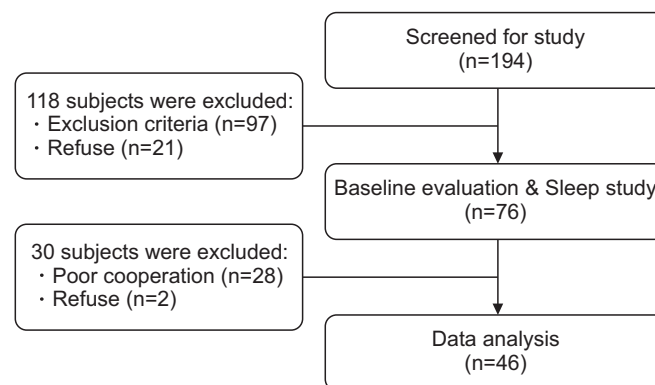 Screened for study
(n=194)
118 subjects were excluded:
· Exclusion criteria (n=97)
· Refuse (n=21)
Baseline evaluation & Sleep study
(n=76)
30 subjects were excluded:
· Poor cooperation (n=28)
· Refuse (n=2)
Data analysis
(n=46)